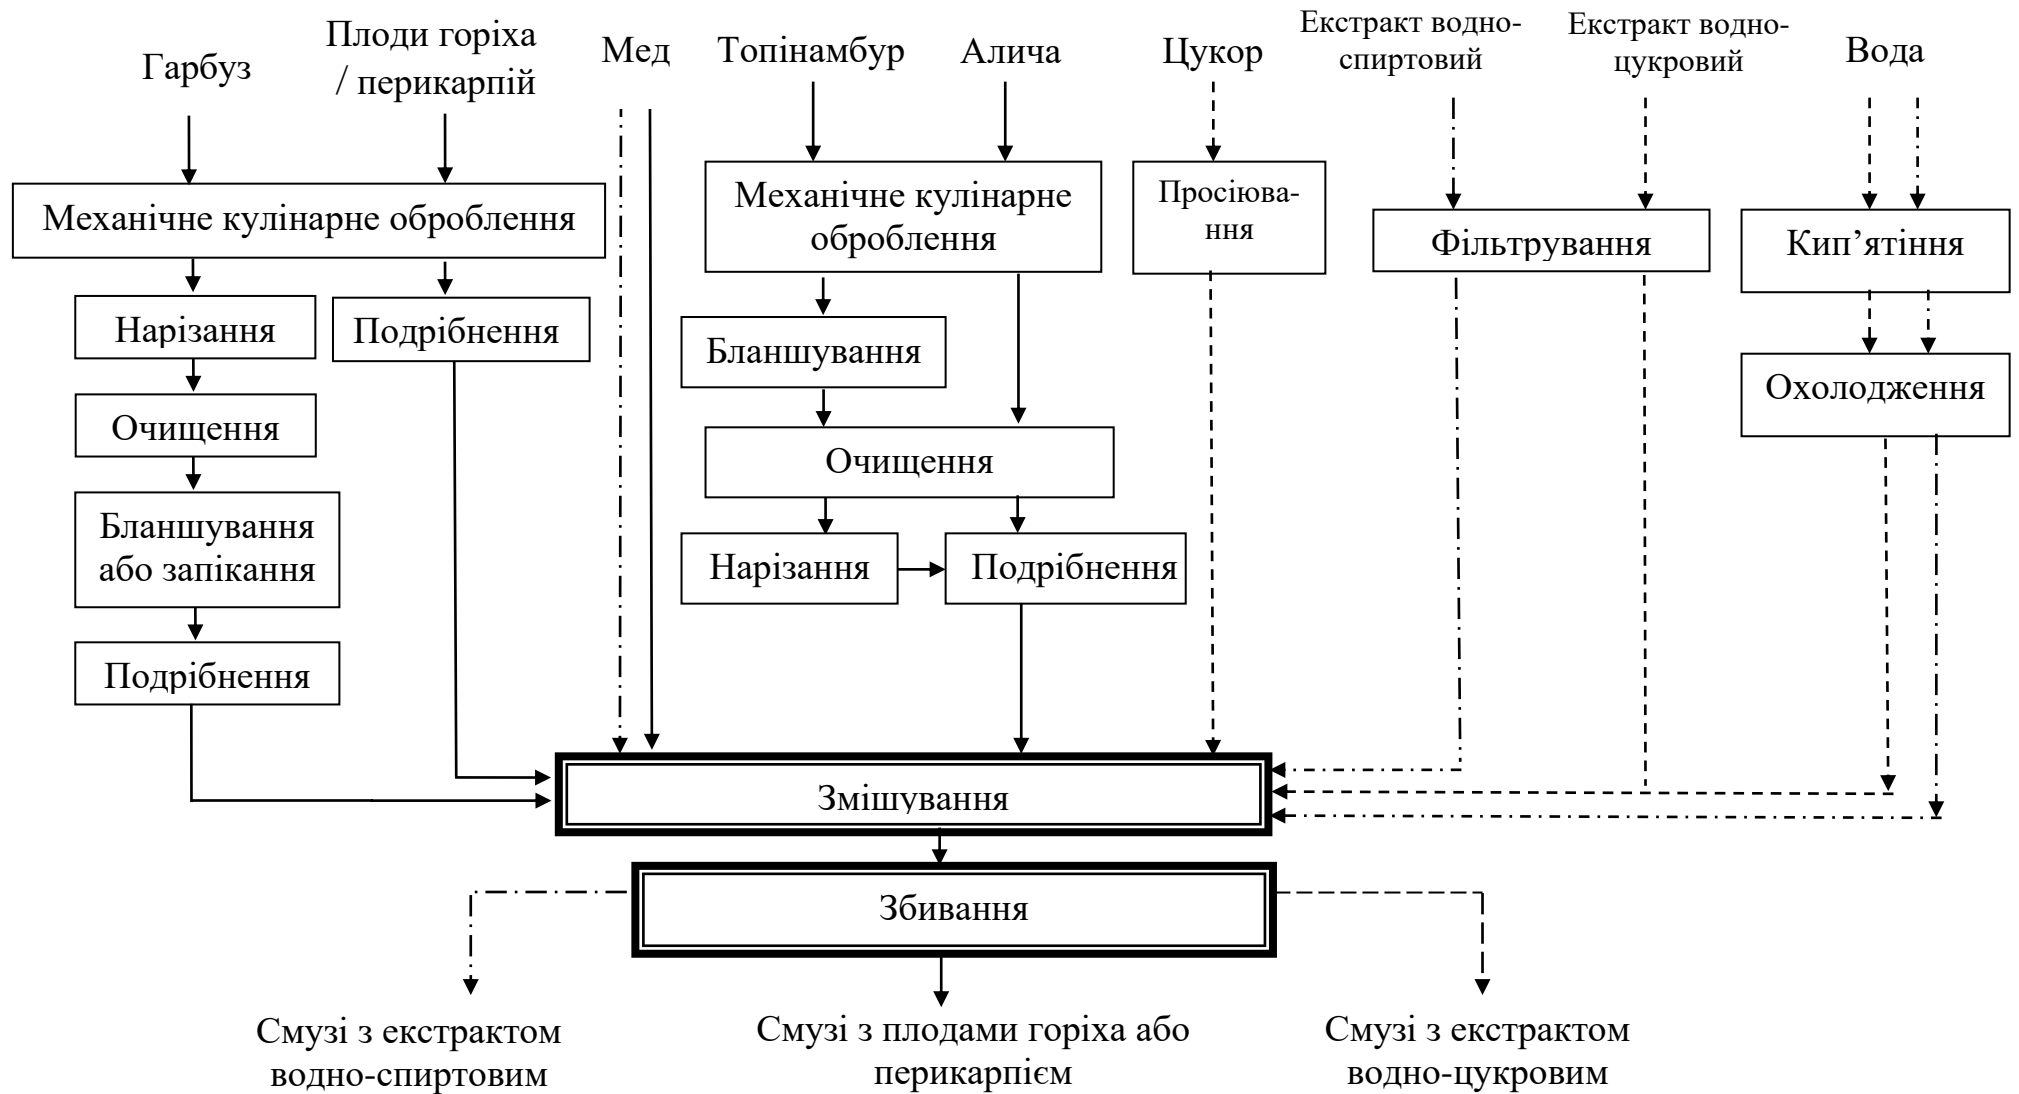 Гарбуз
Плоди горіха
/ перикарпій
Мед
Топінамбур
Алича
Цукор
Екстракт водно-
спиртовий
Екстракт водно-
цукровий
Вода
Механічне кулінарне оброблення
Механічне кулінарне
оброблення
Просіюва-
ння
Фільтрування
Кип’ятіння
Нарізання
Подрібнення
Бланшування
Охолодження
Очищення
Очищення
Бланшування
або запікання
Нарізання
Подрібнення
Подрібнення
Змішування
Збивання
Смузі з екстрактом
водно-спиртовим
Смузі з плодами горіха або
перикарпієм
Смузі з екстрактом
водно-цукровим